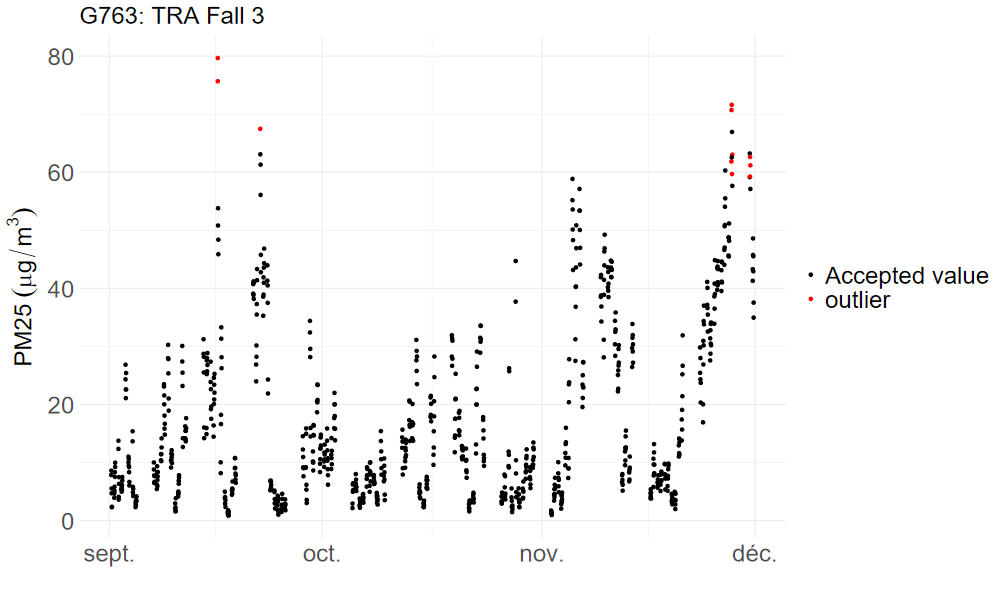 G763: TRA Fall 3
PM25 (μg/m³)
80
60
40
20
0
sept.
oct.
nov.
déc.
Accepted value
outlier